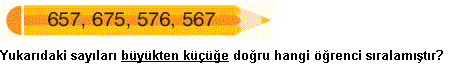 657, 675, 576, 567
Yukarıdaki sayıları büyükten küçüğe doğru hangi öğrenci sıralamıştır?